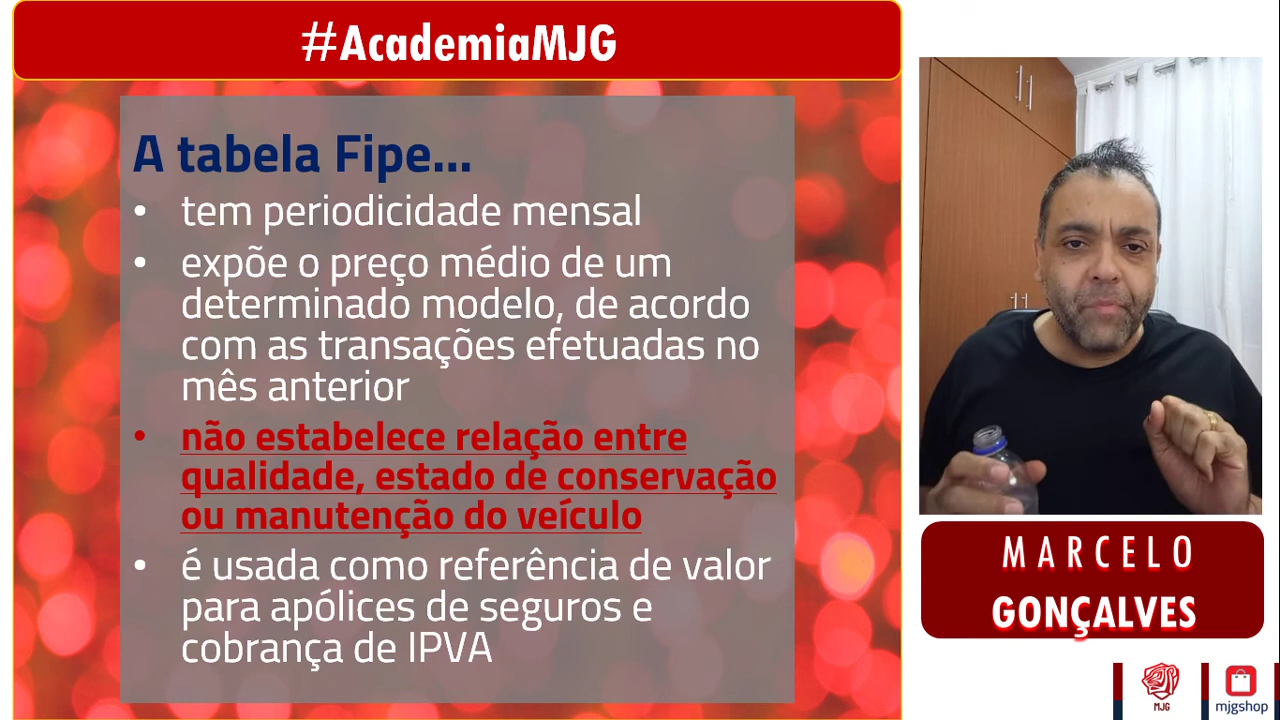 #AcademiaMJG
A tabela Fipe...
• tem periodicidade mensal
• expõe o preço médio de um
determinado modelo, de acordo
com as transações efetuadas no
mês anterior
• não estabelece relação entre
qualidade, estado de conservação
ou manutenção do veículo
• é usada como referência de valor
para apólices de seguros e
cobrança de IPVA
MARCELO
GONÇALVES
MJG
mjgshop